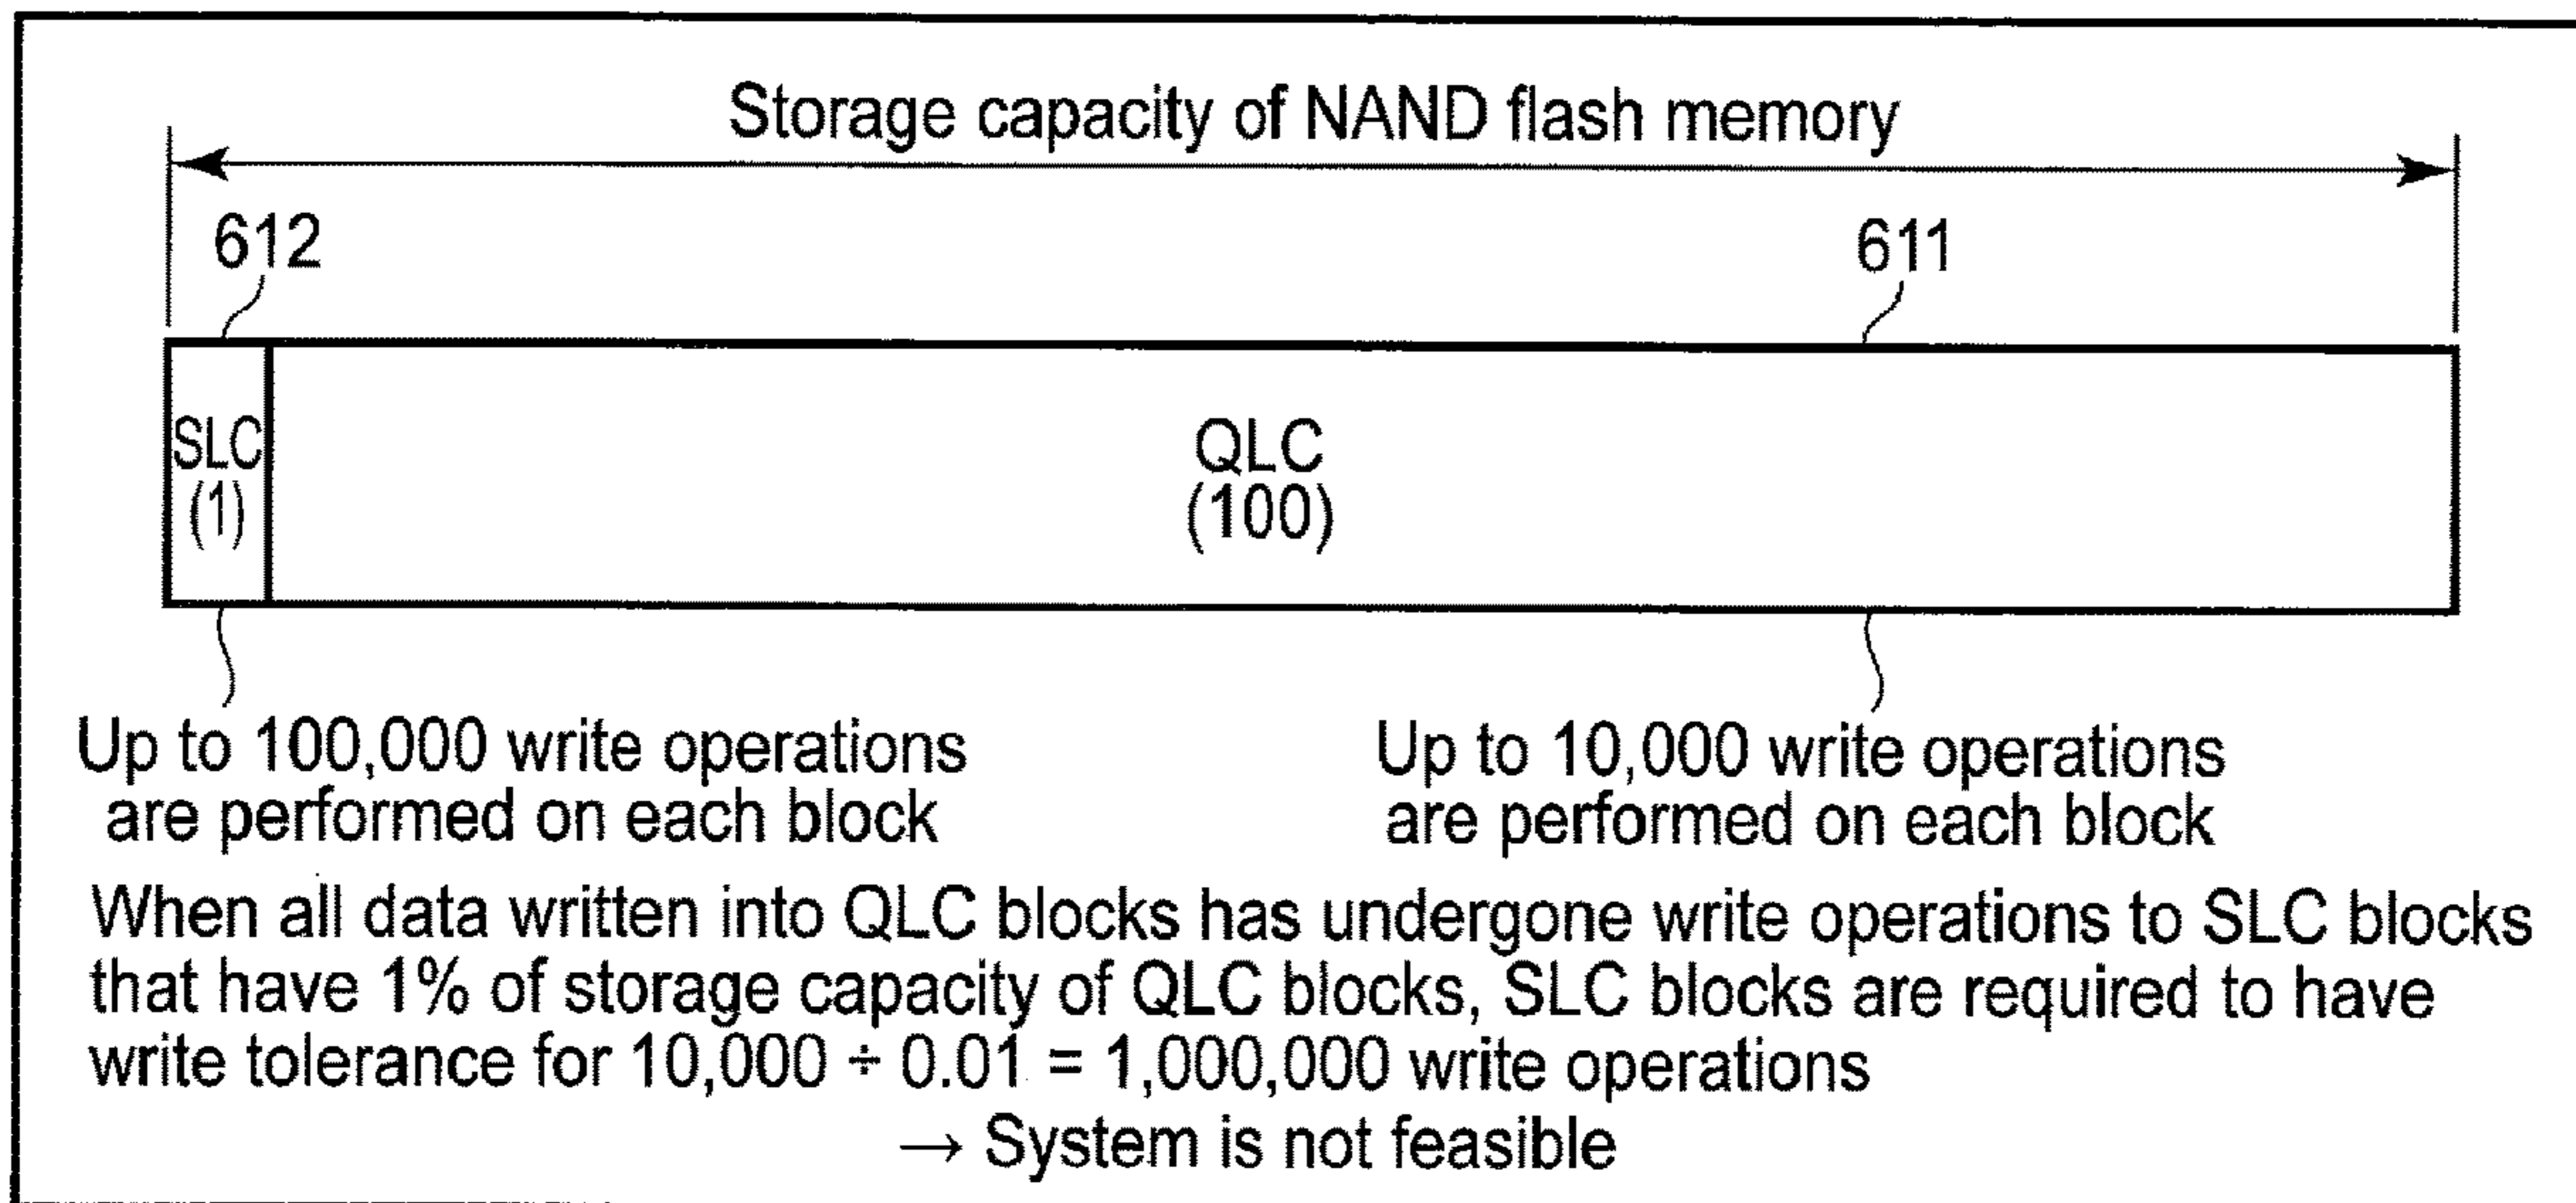 Storage capacity of NAND flash memory
612
611
SLC
(1)
QLC
(100)
Up to 100,000 write operations
are performed on each block
Up to 10,000 write operations
are performed on each block
When all data written into QLC blocks has undergone write operations to SLC blocks
that have 1% of storage capacity of QLC blocks, SLC blocks are required to have
write tolerance for 10,000 ÷ 0.01 = 1,000,000 write operations
→ System is not feasible